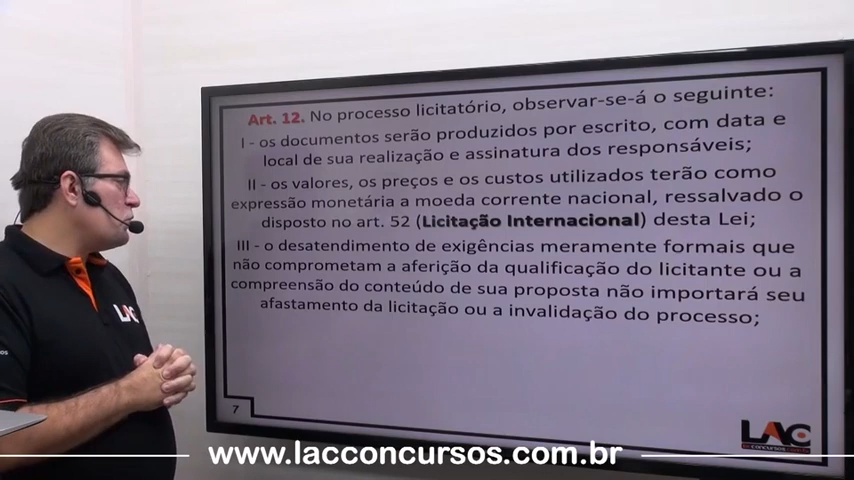 Art. 12. No processo licitatório, observar-se-á o seguinte:
I - os documentos serão produzidos por escrito, com data e
local de sua realização e assinatura dos responsáveis;
II - os valores, os preços e os custos utilizados terão como
expressão monetária a moeda corrente nacional, ressalvado o
disposto no art. 52 (Licitação Internacional) desta Lei;
III - o desatendimento de exigências meramente formais que
não comprometam a aferição da qualificação do licitante ou a
compreensão do conteúdo de sua proposta não importará seu
afastamento da licitação ou a invalidação do processo;
7
LAC
LAC
www.lacconcursos.com.br